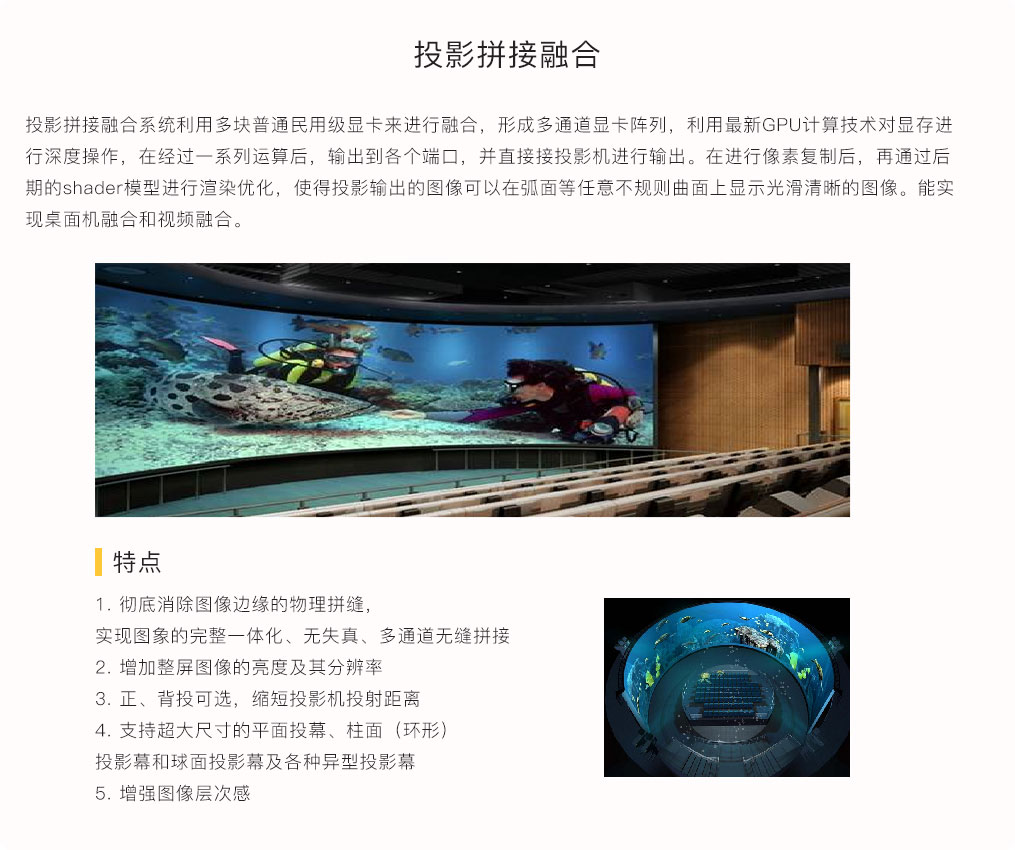 投影拼接融合
投影拼接融合系统利用多块普通民用级显卡来进行融合，形成多通道显卡阵列，利用最新GPU计算技术对显存进
行深度操作，在经过一系列运算后，输出到各个端口，并直接接投影机进行输出。在进行像素复制后，再通过后
期的shader模型进行渲染优化，使得投影输出的图像可以在弧面等任意不规则曲面上显示光滑清晰的图像。能实
现桌面机融合和视频融合。
特点
1. 彻底消除图像边缘的物理拼缝，
实现图象的完整一体化、无失真、多通道无缝拼接
2. 增加整屏图像的亮度及其分辨率
3. 正、背投可选，缩短投影机投射距离
4. 支持超大尺寸的平面投幕、柱面（环形）
投影幕和球面投影幕及各种异型投影幕
5. 增强图像层次感